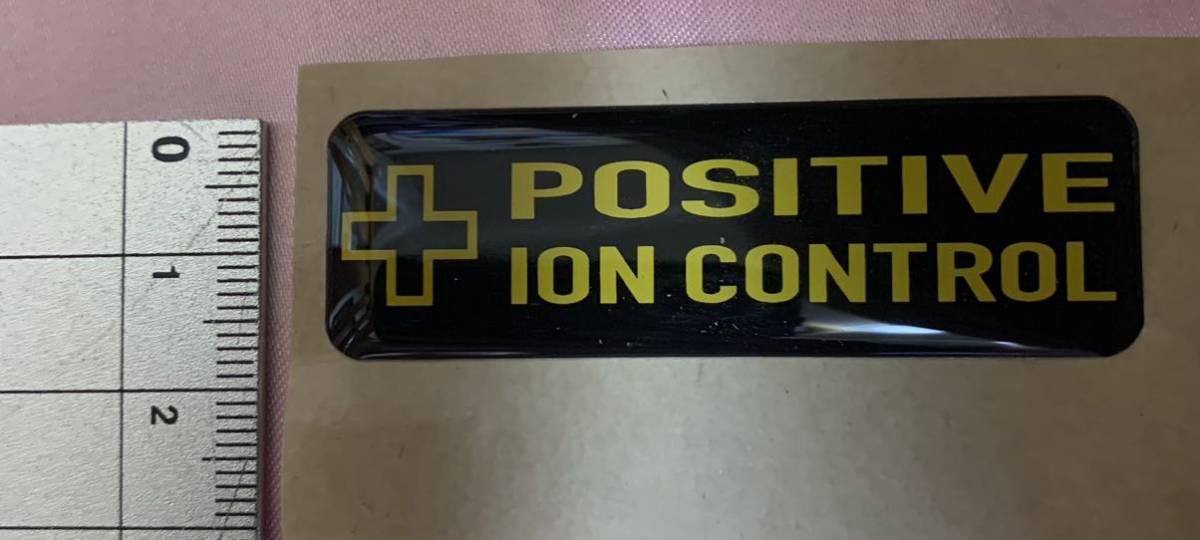 POSITIVE
ION CONTROL
0
1
2